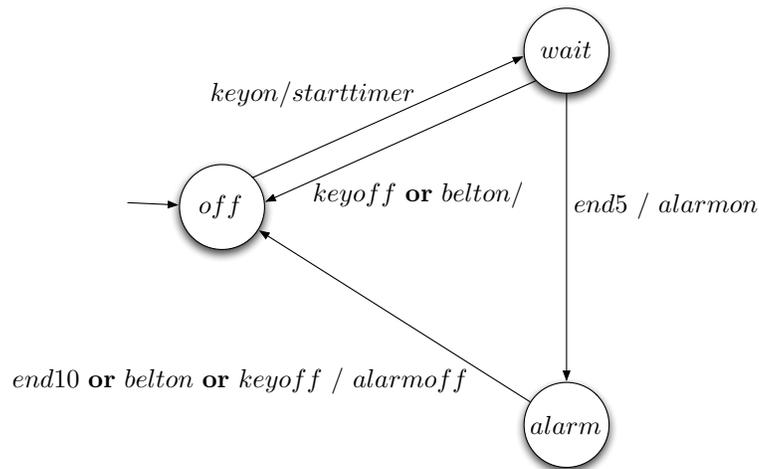 wait
keyon/starttimer
keyoff or belton/
off
end5 / alarmon
end10 or belton or keyoff / alarmoff
alarm